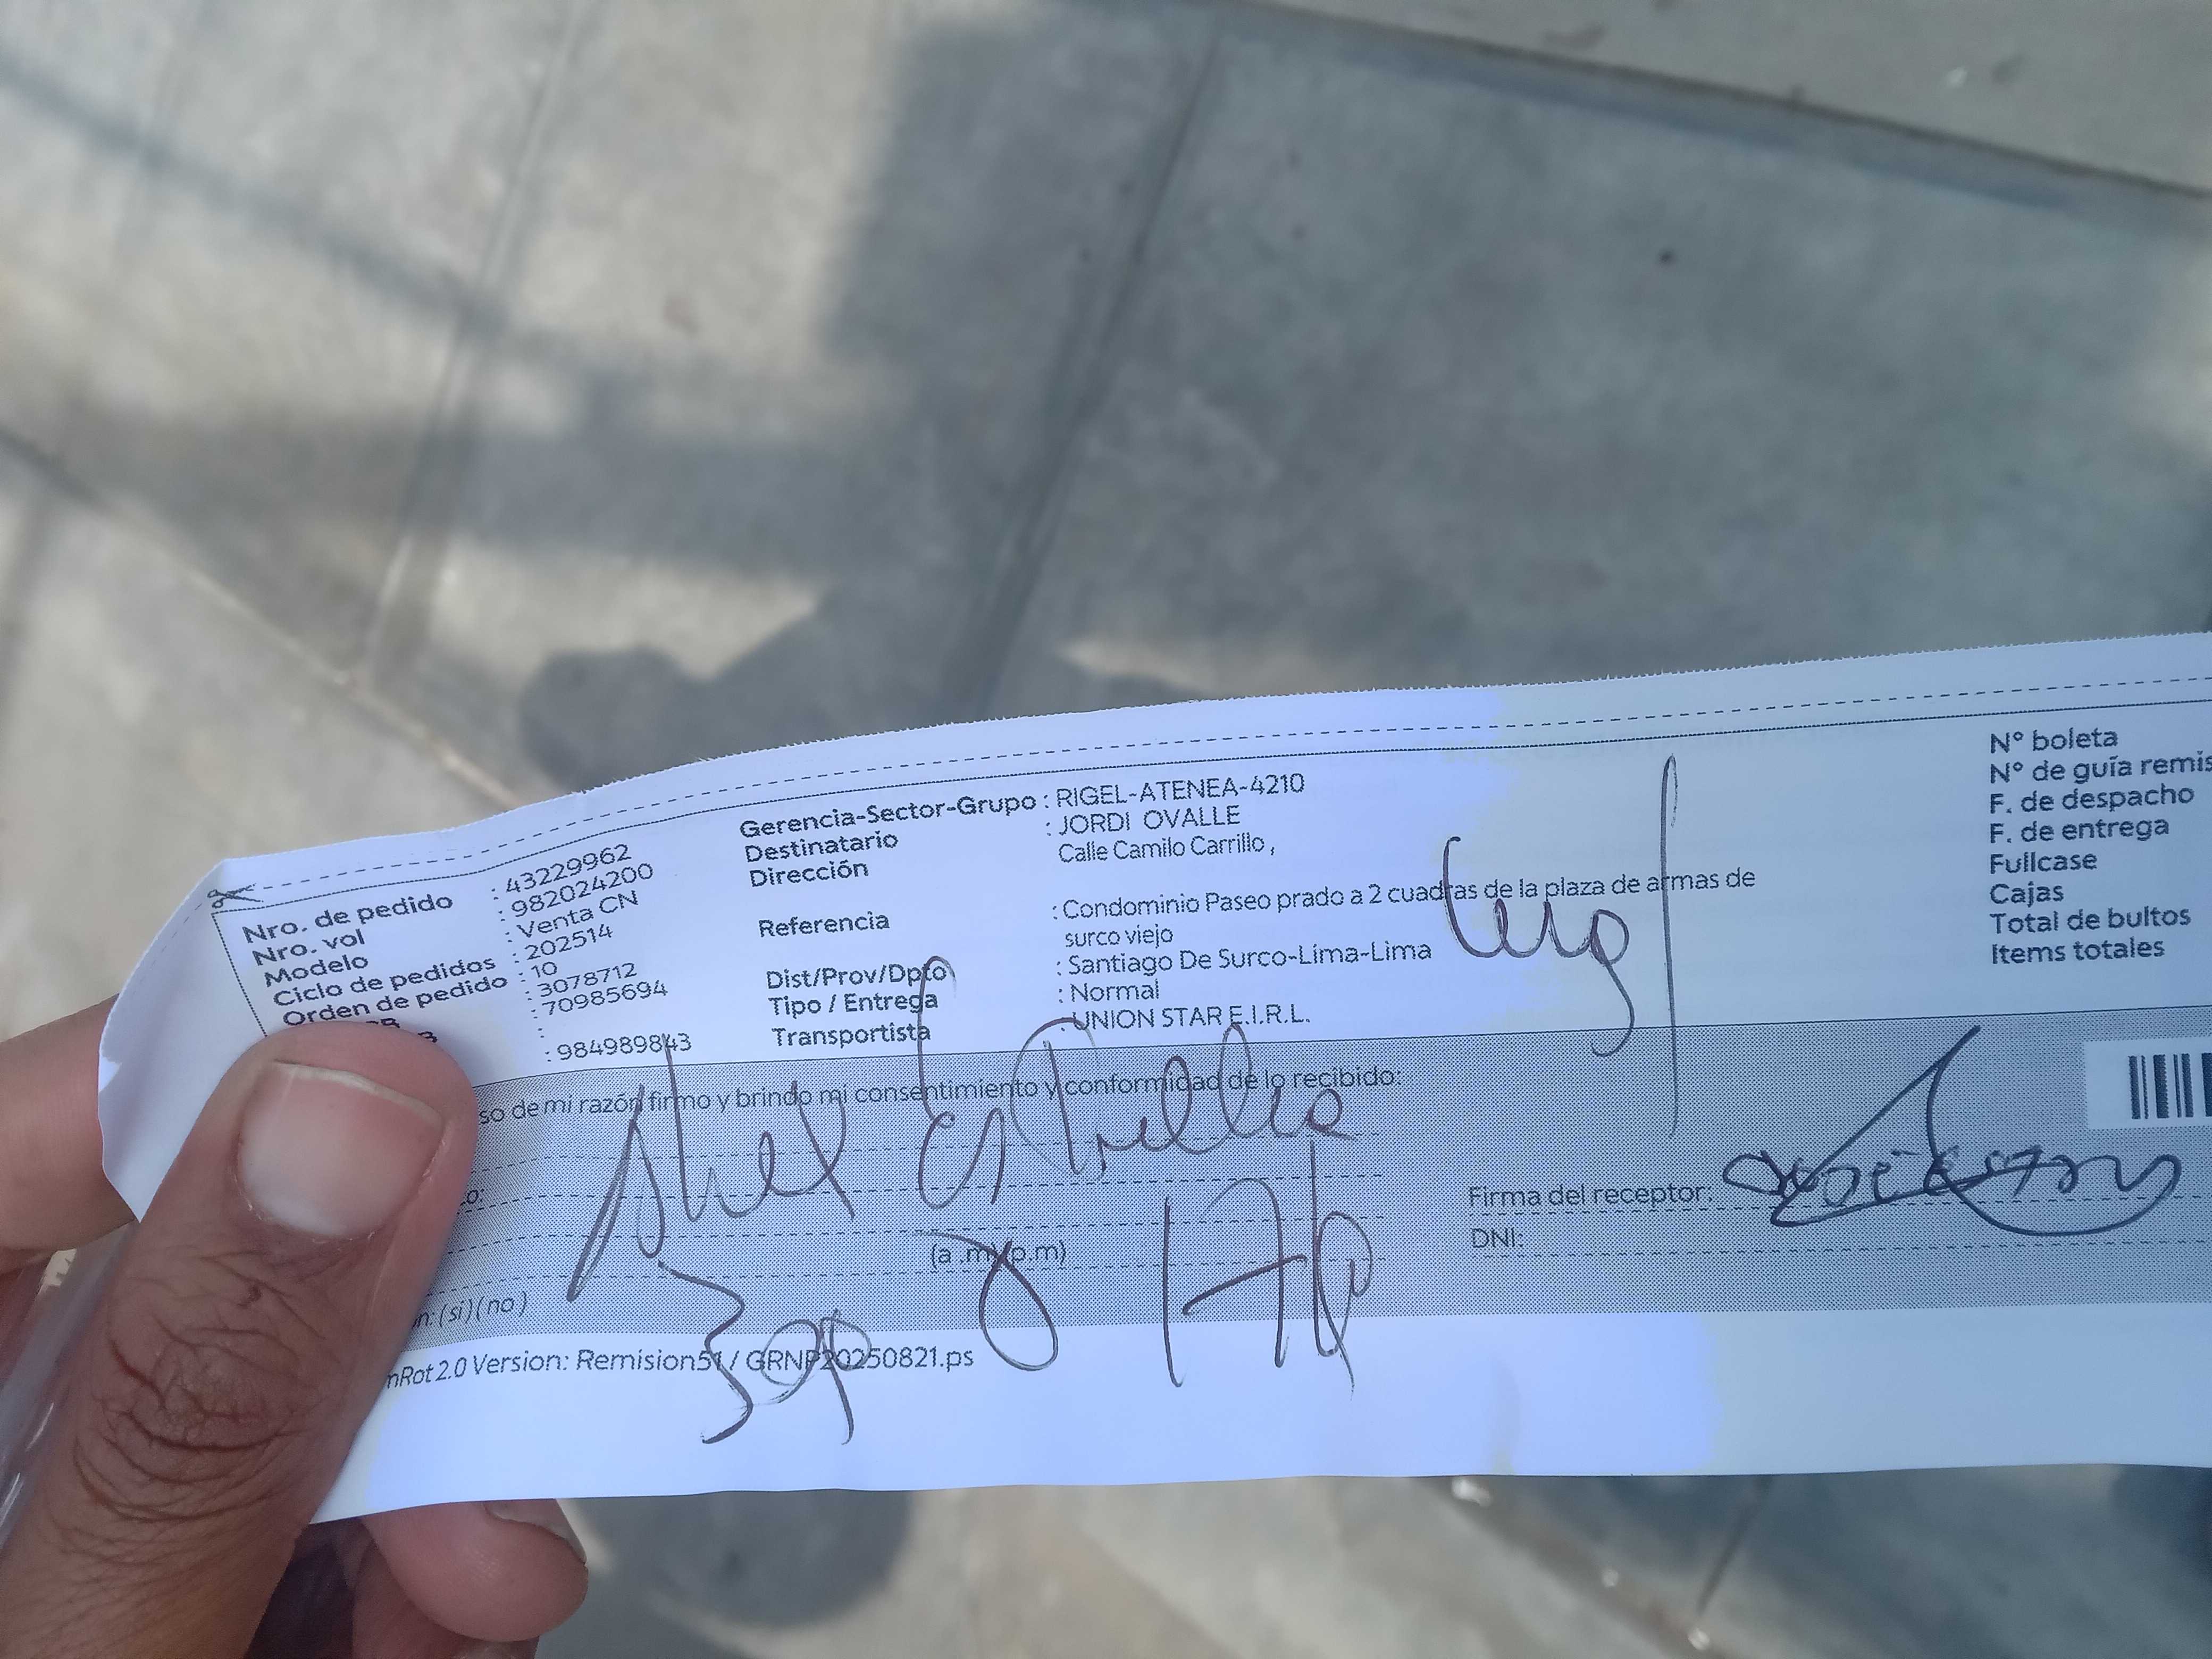 Nro. de pedido : 43229962
Nro. vol : 982024200
Modelo : Venta CN
Ciclo de pedidos : 202514
Orden de pedido : 10
: 3078712
: 70985694
:
: 984989843
Gerencia-Sector-Grupo : RIGEL-ATENEA-4210
Destinatario : JORDI OVALLE
Dirección Calle Camilo Carrillo ,
Referencia : Condominio Paseo prado a 2 cuadras de la plaza de armas de
surco viejo
Dist/Prov/Dpto : Santiago De Surco-Lima-Lima
Tipo / Entrega : Normal
Transportista : UNION STAR E.I.R.L.
N° boleta
N° de guía remis
F. de despacho
F. de entrega
Fullcase
Cajas
Total de bultos
Items totales
so de mi razón firmo y brindo mi consentimiento y conformidad de lo recibido:
o:
Firma del receptor:
(a .m) (p.m)
DNI:
n: (si) (no)
mRot 2.0 Version: Remision51 / GRNP20250821.ps